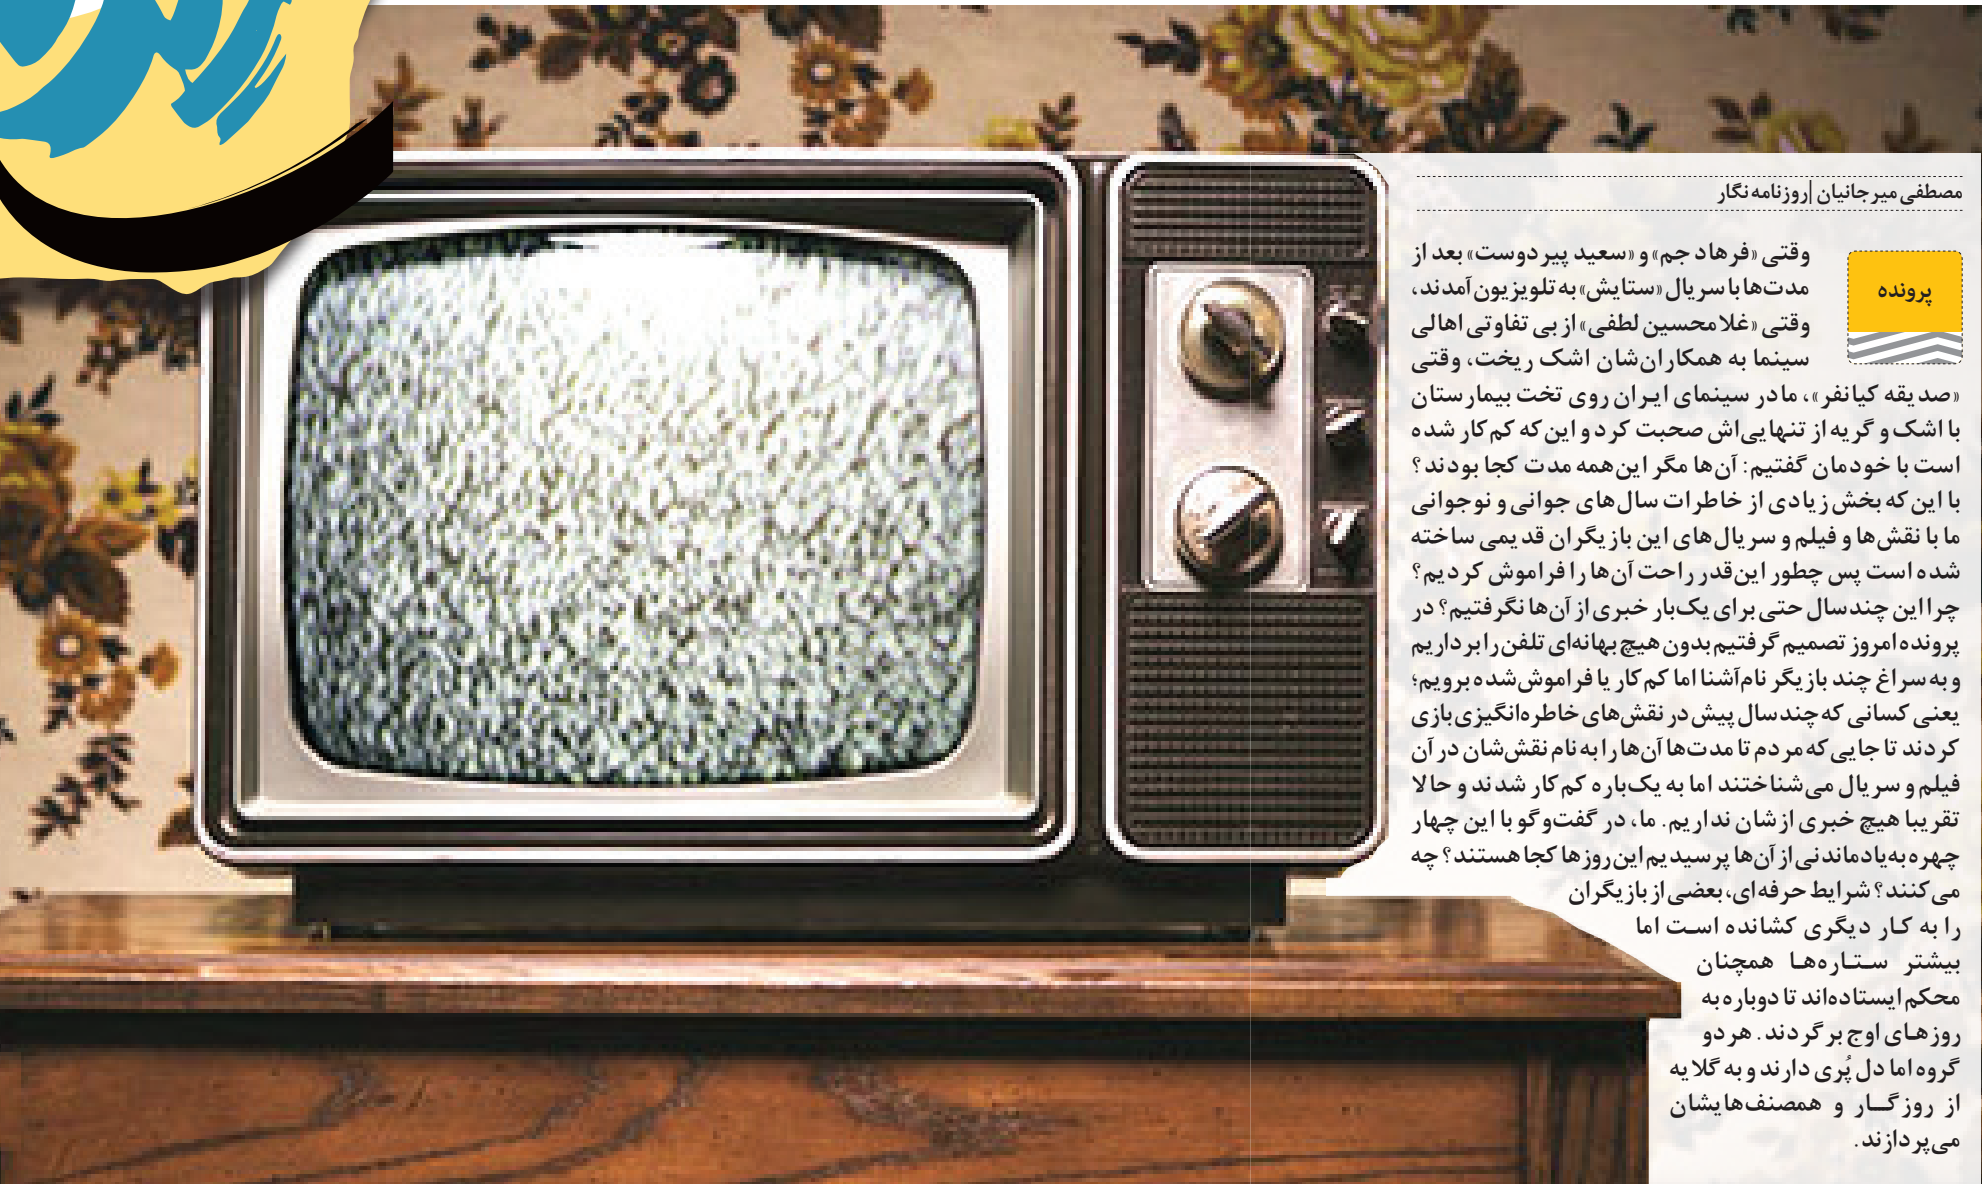 مصطفی میرجانیان |روزنامه نگار
پرونده
وقتی «فرهاد جم» و «سعید پیردوست» بعد از
مدت‌ها با سریال «ستایش» به تلویزیون آمدند،
وقتی «غلامحسین لطفی» از بی تفاوتی اهالی
سینما به همکاران‌شان اشک ریخت، وقتی
«صدیقه کیانفر»، مادر سینمای ایران روی تخت بیمارستان
با اشک و گریه از تنهایی‌اش صحبت کرد و این‌که کم کار شده
است با خودمان گفتیم: آن‌ها مگر این‌همه مدت کجا بودند؟
با این‌که بخش زیادی از خاطرات سال‌های جوانی و نوجوانی
ما با نقش‌ها و فیلم و سریال‌های این بازیگران قدیمی ساخته
شده است پس چطور این‌قدر راحت آن‌ها را فراموش کردیم؟
چرا این چندسال حتی برای یک‌بار خبری از آن‌ها نگرفتیم؟ در
پرونده امروز تصمیم گرفتیم بدون هیچ بهانه‌ای تلفن را برداریم
و به سراغ چند بازیگر نام‌آشنا اما کم کار یا فراموش‌شده برویم؛
یعنی کسانی که چندسال پیش در نقش‌های خاطره‌انگیزی بازی
کردند تا جایی که مردم تا مدت‌ها آن‌ها را به نام نقش‌شان در آن
فیلم و سریال می‌شناختند اما به یک‌باره کم کار شدند و حالا
تقریبا هیچ خبری ازشان نداریم. ما، در گفت‌وگو با این چهار
چهره به‌یادماندنی از آن‌ها پرسیدیم این‌روزها کجا هستند؟ چه
می‌کنند؟ شرایط حرفه‌ای، بعضی از بازیگران
را به کار دیگری کشانده است اما
بیشتر ستاره‌ها همچنان
محکم ایستاده‌اند تا دوباره به
روزهای اوج برگردند. هر دو
گروه اما دل پُری دارند و به گلایه
از روزگار و همصنف‌هایشان
می‌پردازند.